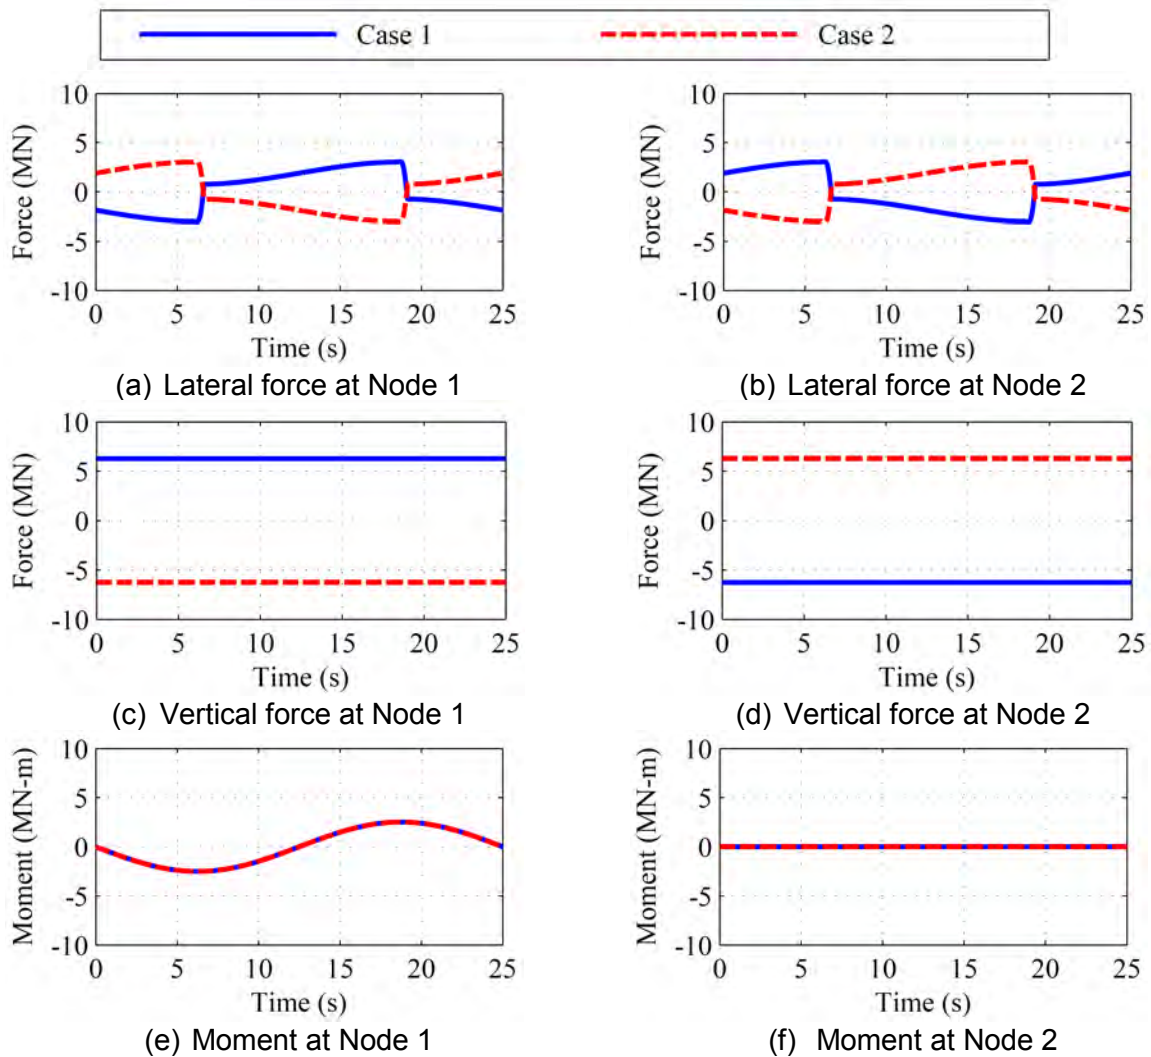 Case 1 Case 2
10
5
0
-5
-10
Force (MN)
0 5 10 15 20 25
Time (s)
(a) Lateral force at Node 1
10
5
0
-5
-10
Force (MN)
0 5 10 15 20 25
Time (s)
(b) Lateral force at Node 2
10
5
0
-5
-10
Force (MN)
0 5 10 15 20 25
Time (s)
(c) Vertical force at Node 1
10
5
0
-5
-10
Force (MN)
0 5 10 15 20 25
Time (s)
(d) Vertical force at Node 2
10
5
0
-5
-10
Moment (MN-m)
0 5 10 15 20 25
Time (s)
(e) Moment at Node 1
10
5
0
-5
-10
Moment (MN-m)
0 5 10 15 20 25
Time (s)
(f) Moment at Node 2